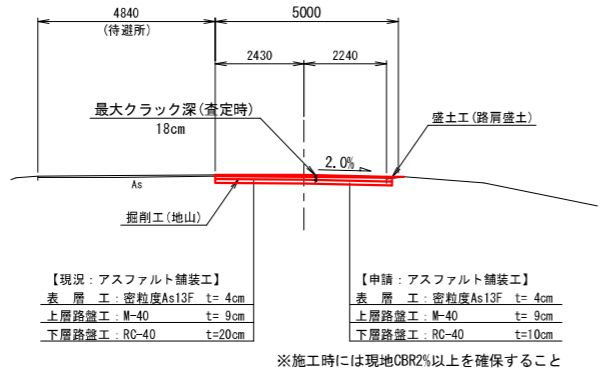 4840
(待避所)
5000
2430
2240
最大クラック深(査定時)
18cm
盛土工(路肩盛土)
2.0%
As
掘削工(地山)
【現況：アスファルト舗装工】
表 層 工：密粒度As13F t= 4cm
上層路盤工：M-40 t= 9cm
下層路盤工：RC-40 t=20cm
【申請：アスファルト舗装工】
表 層 工：密粒度As13F t= 4cm
上層路盤工：M-40 t= 9cm
下層路盤工：RC-40 t=10cm
※施工時には現地CBR2%以上を確保すること